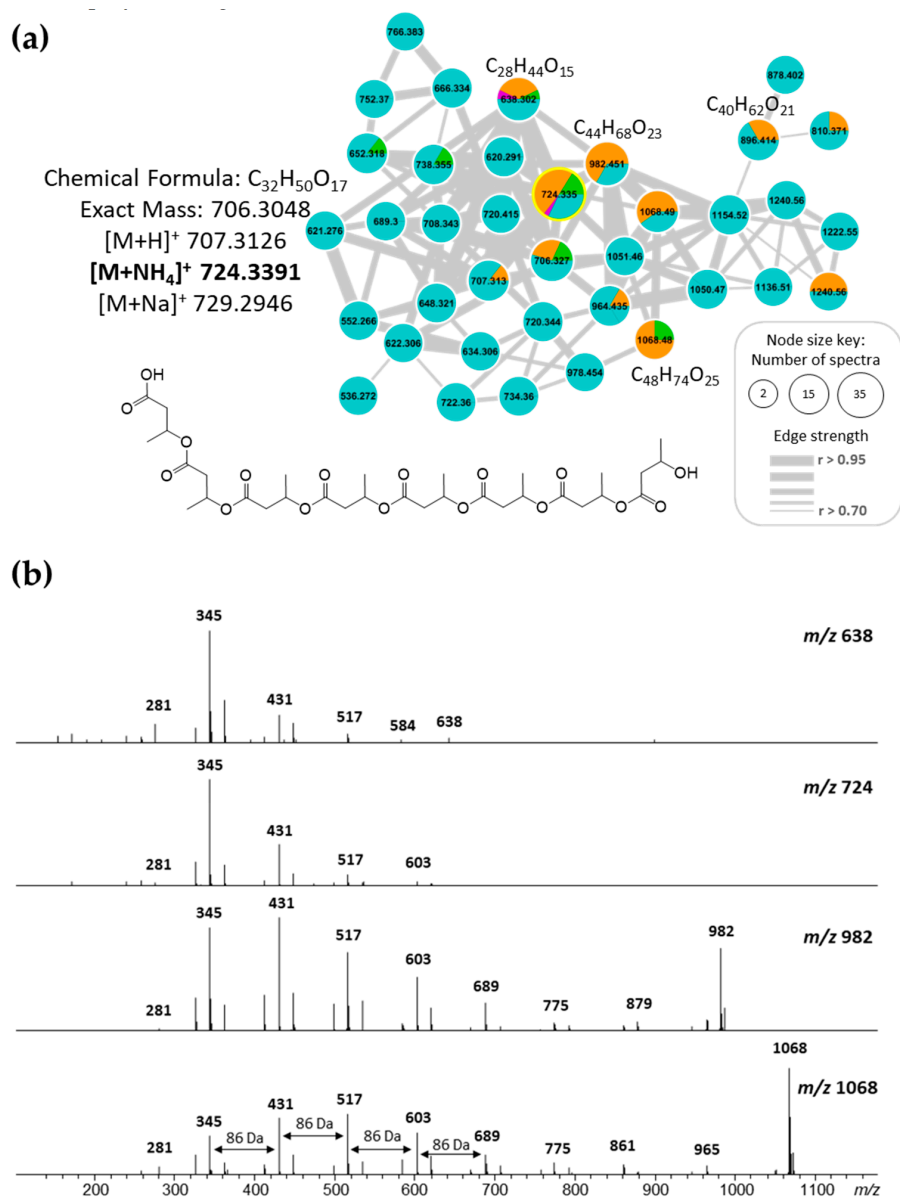 (a)
766.383
878.402
C28H44O15
666.334
C40H62O21
752.37
638.302
C44H68O23
810.371
896.414
652.318
738.355
620.291
982.451
Chemical Formula: C32H50O17
724.335
Exact Mass: 706.3048
1240.56
689.3
708.343
720.415
1068.49
1154.52
621.276
1222.55
[M+H]+ 707.3126
706.327
1051.46
[M+NH4]+ 724.3391
707.313
1050.47
1136.51
1240.56
[M+Na]+ 729.2946
648.321
964.435
552.266
720.344
622.306
634.306
1068.48
978.454
C48H74O25
536.272
722.36
734.36
Node size key:
Number of spectra
2
15
35
Edge strength
r > 0.95
r > 0.70
OH
O
HO
O
O
O
O
O
O
O
O
O
OH
O
O
O
O
O
O
O
(b)
345
m/z 638
281
431
517
584
638
345
m/z 724
281
431
517
603
345
431
517
603
982
m/z 982
281
689
775
879
1068
m/z 1068
281
345
431
517
603
689
775
861
965
86 Da
86 Da
86 Da
86 Da
200
300
400
500
600
700
800
900
1000
1100
m/z